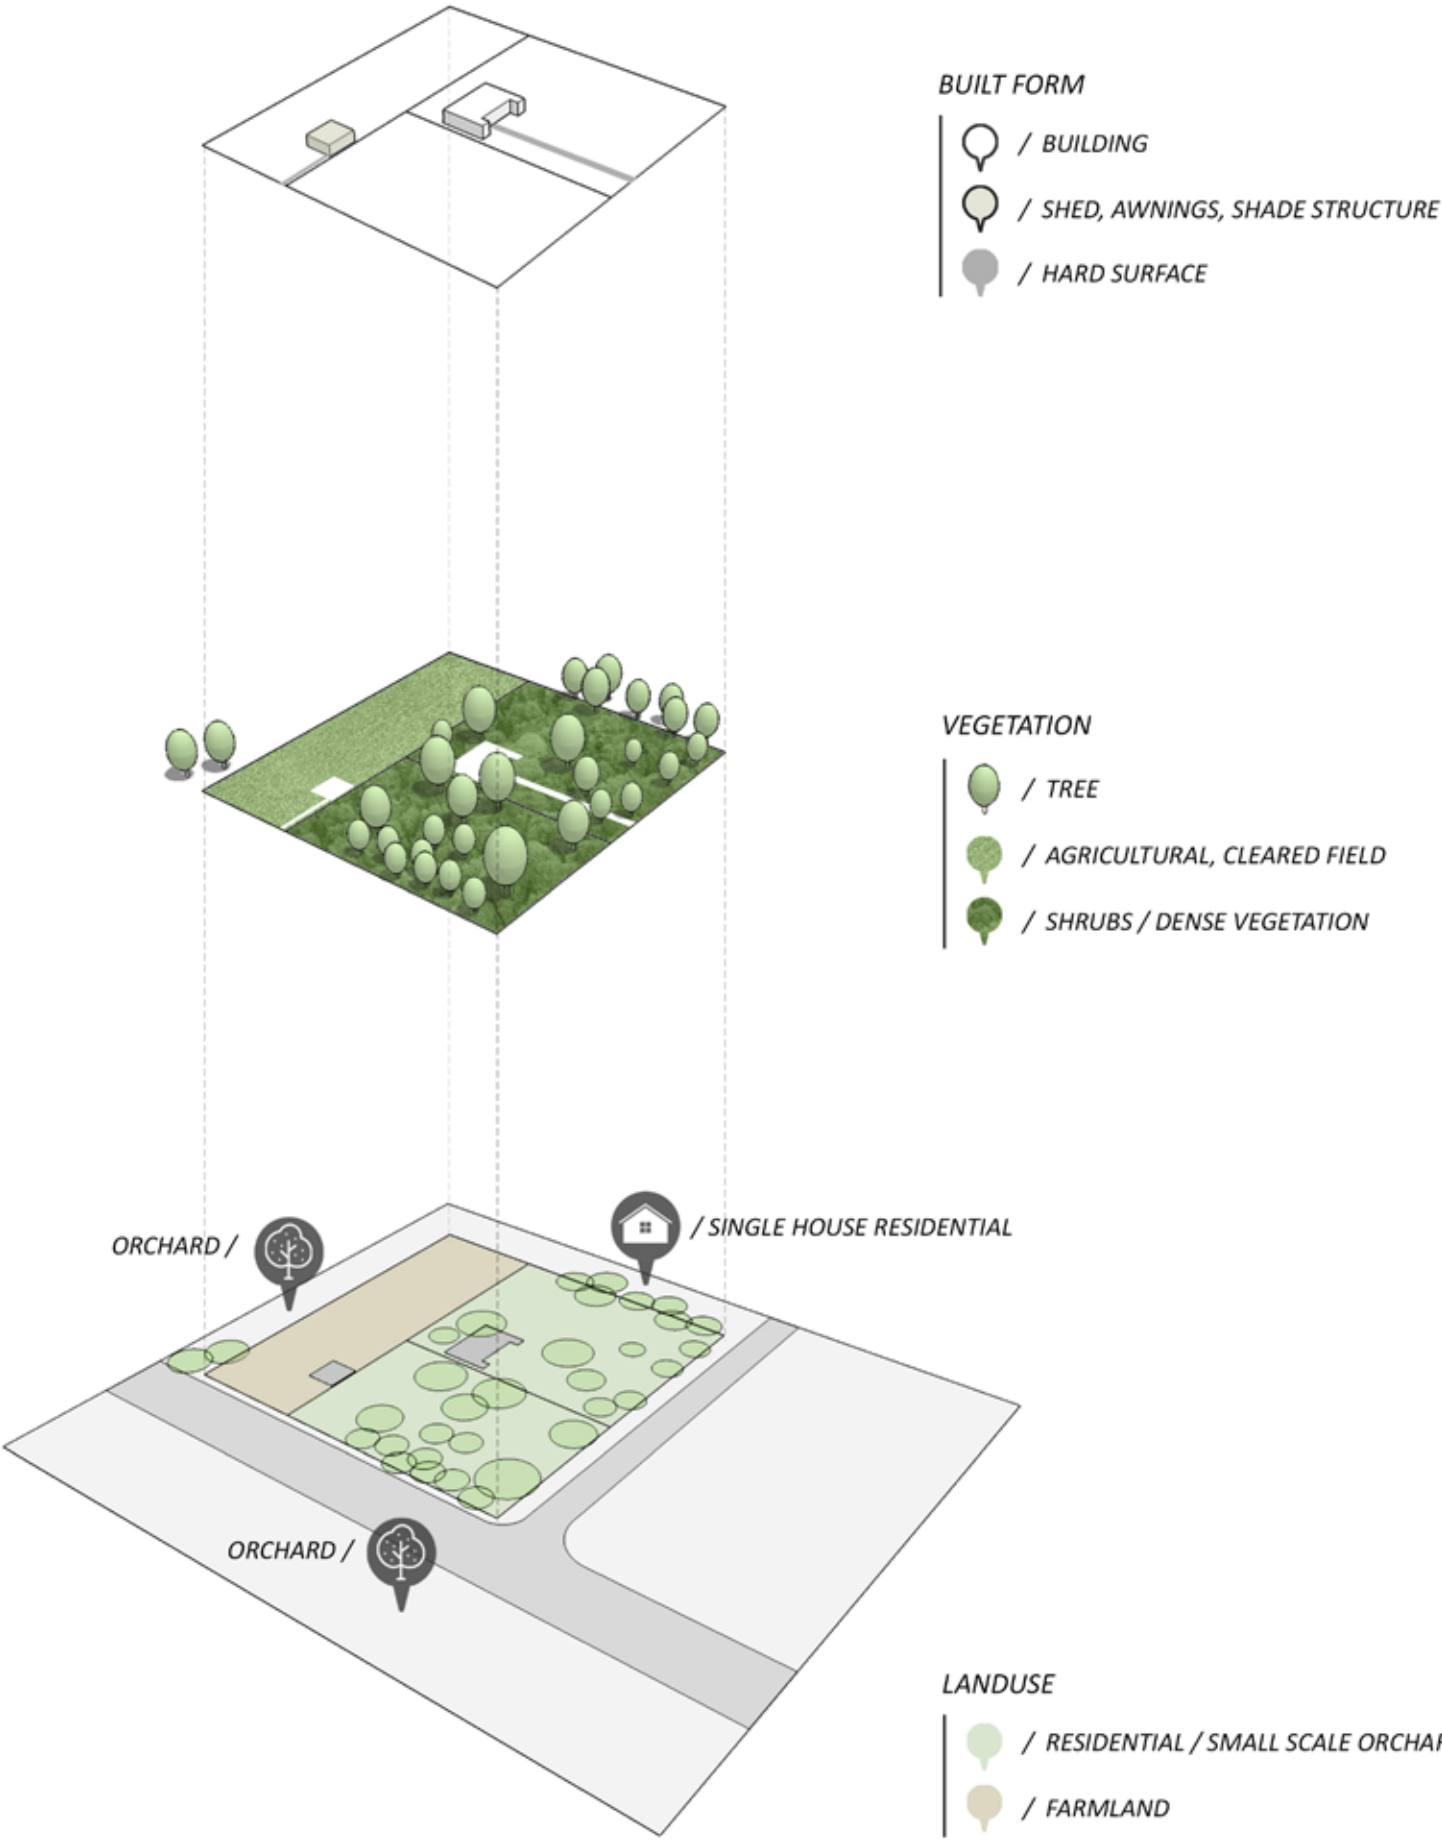 BUILT FORM
/ BUILDING
/ SHED, AWNINGS, SHADE STRUCTURE
/ HARD SURFACE
VEGETATION
/ TREE
/ AGRICULTURAL, CLEARED FIELD
/ SHRUBS / DENSE VEGETATION
ORCHARD /
/ SINGLE HOUSE RESIDENTIAL
ORCHARD /
LANDUSE
/ RESIDENTIAL / SMALL SCALE
/ FARMLAND